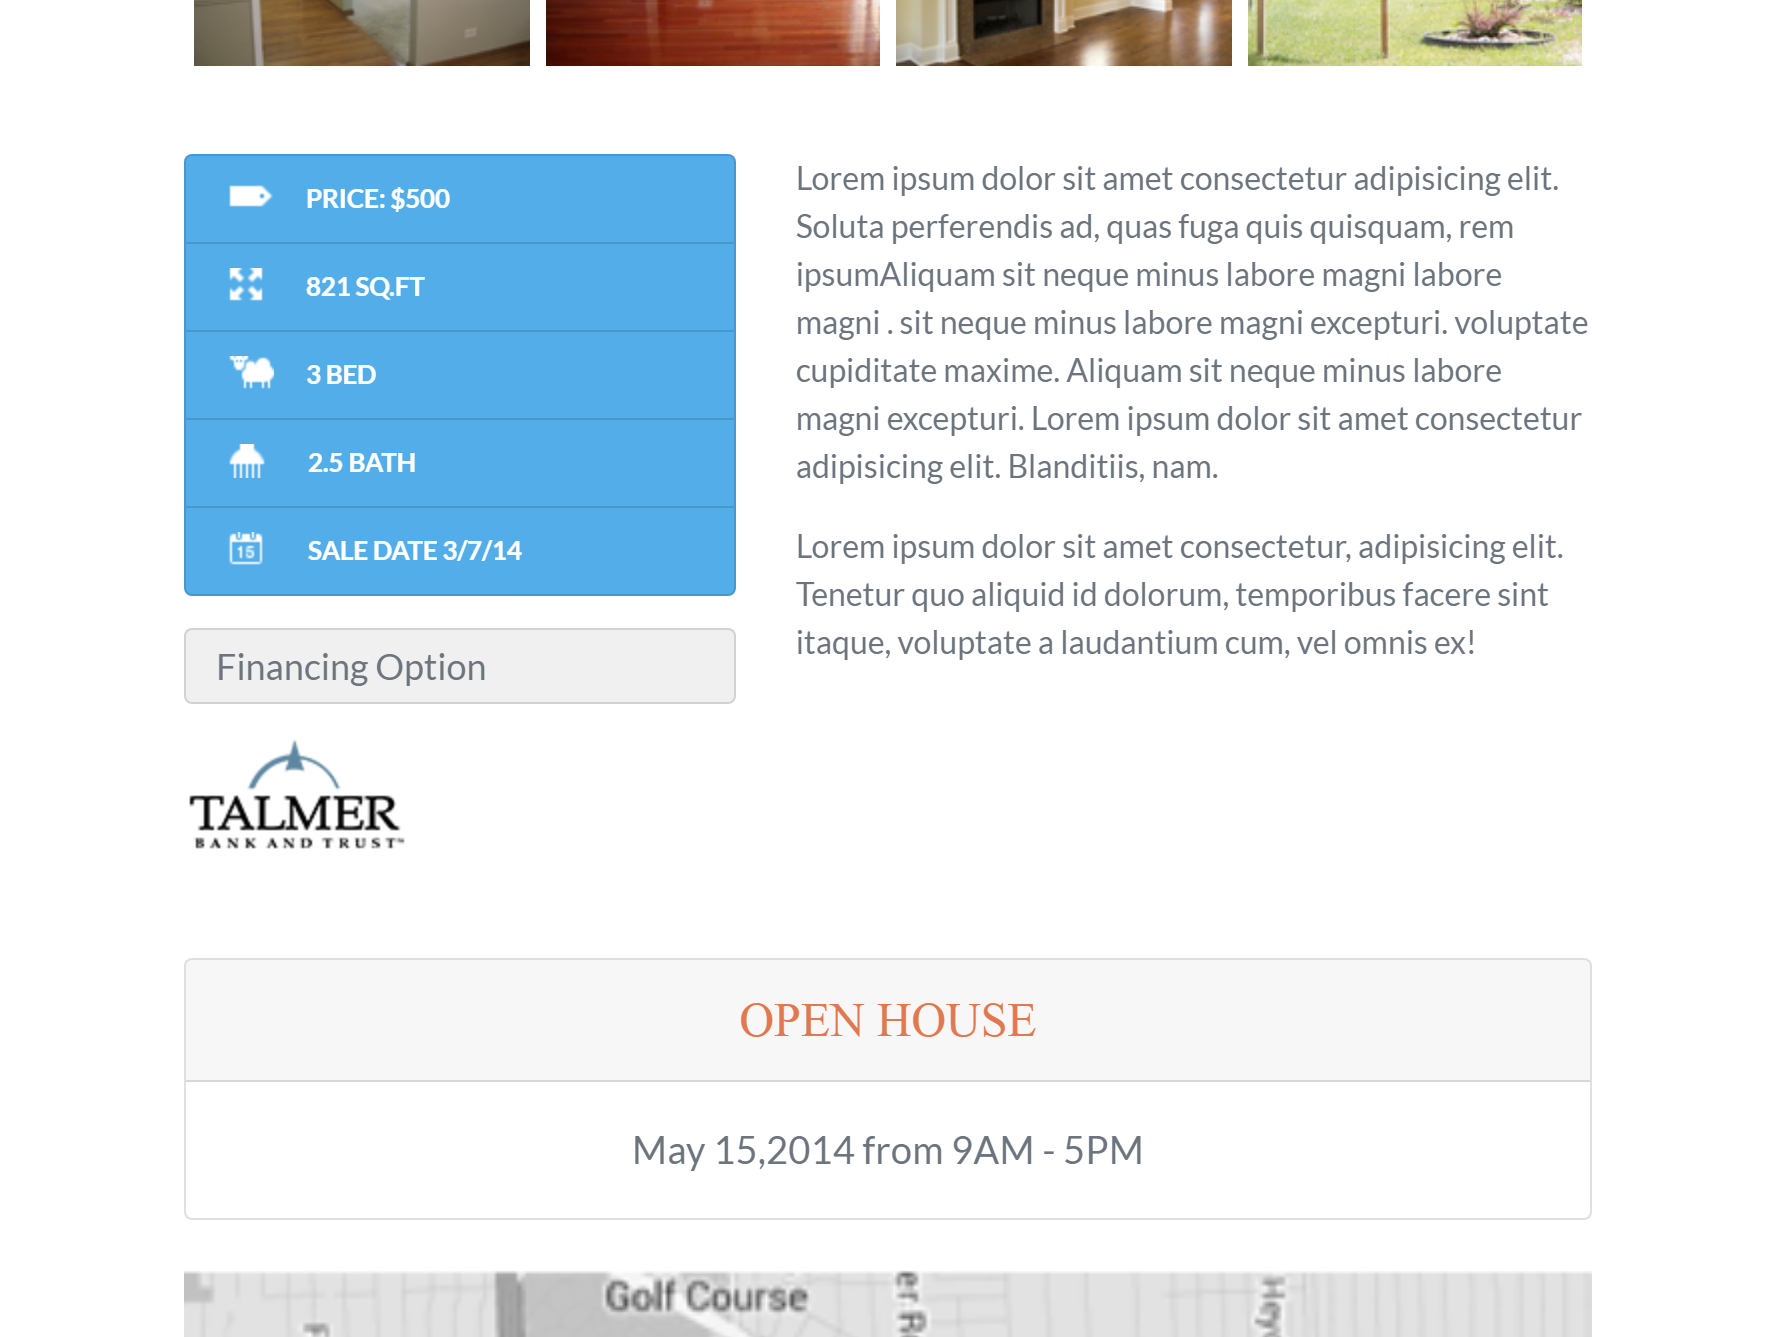 PRICE: $500
821 SQ.FT
3 BED
2.5 BATH
15
SALE DATE 3/7/14
Financing Option
TALMER
BANK AND TRUST™
Lorem ipsum dolor sit amet consectetur adipisicing elit.
Soluta perferendis ad, quas fuga quis quisquam, rem
ipsumAliquam sit neque minus labore magni labore
magni . sit neque minus labore magni excepturi. voluptate
cupiditate maxime. Aliquam sit neque minus labore
magni excepturi. Lorem ipsum dolor sit amet consectetur
adipisicing elit. Blanditiis, nam.
Lorem ipsum dolor sit amet consectetur, adipisicing elit.
Tenetur quo aliquid id dolorum, temporibus facere sint
itaque, voluptate a laudantium cum, vel omnis ex!
OPEN HOUSE
May 15,2014 from 9AM - 5PM
Golf Course